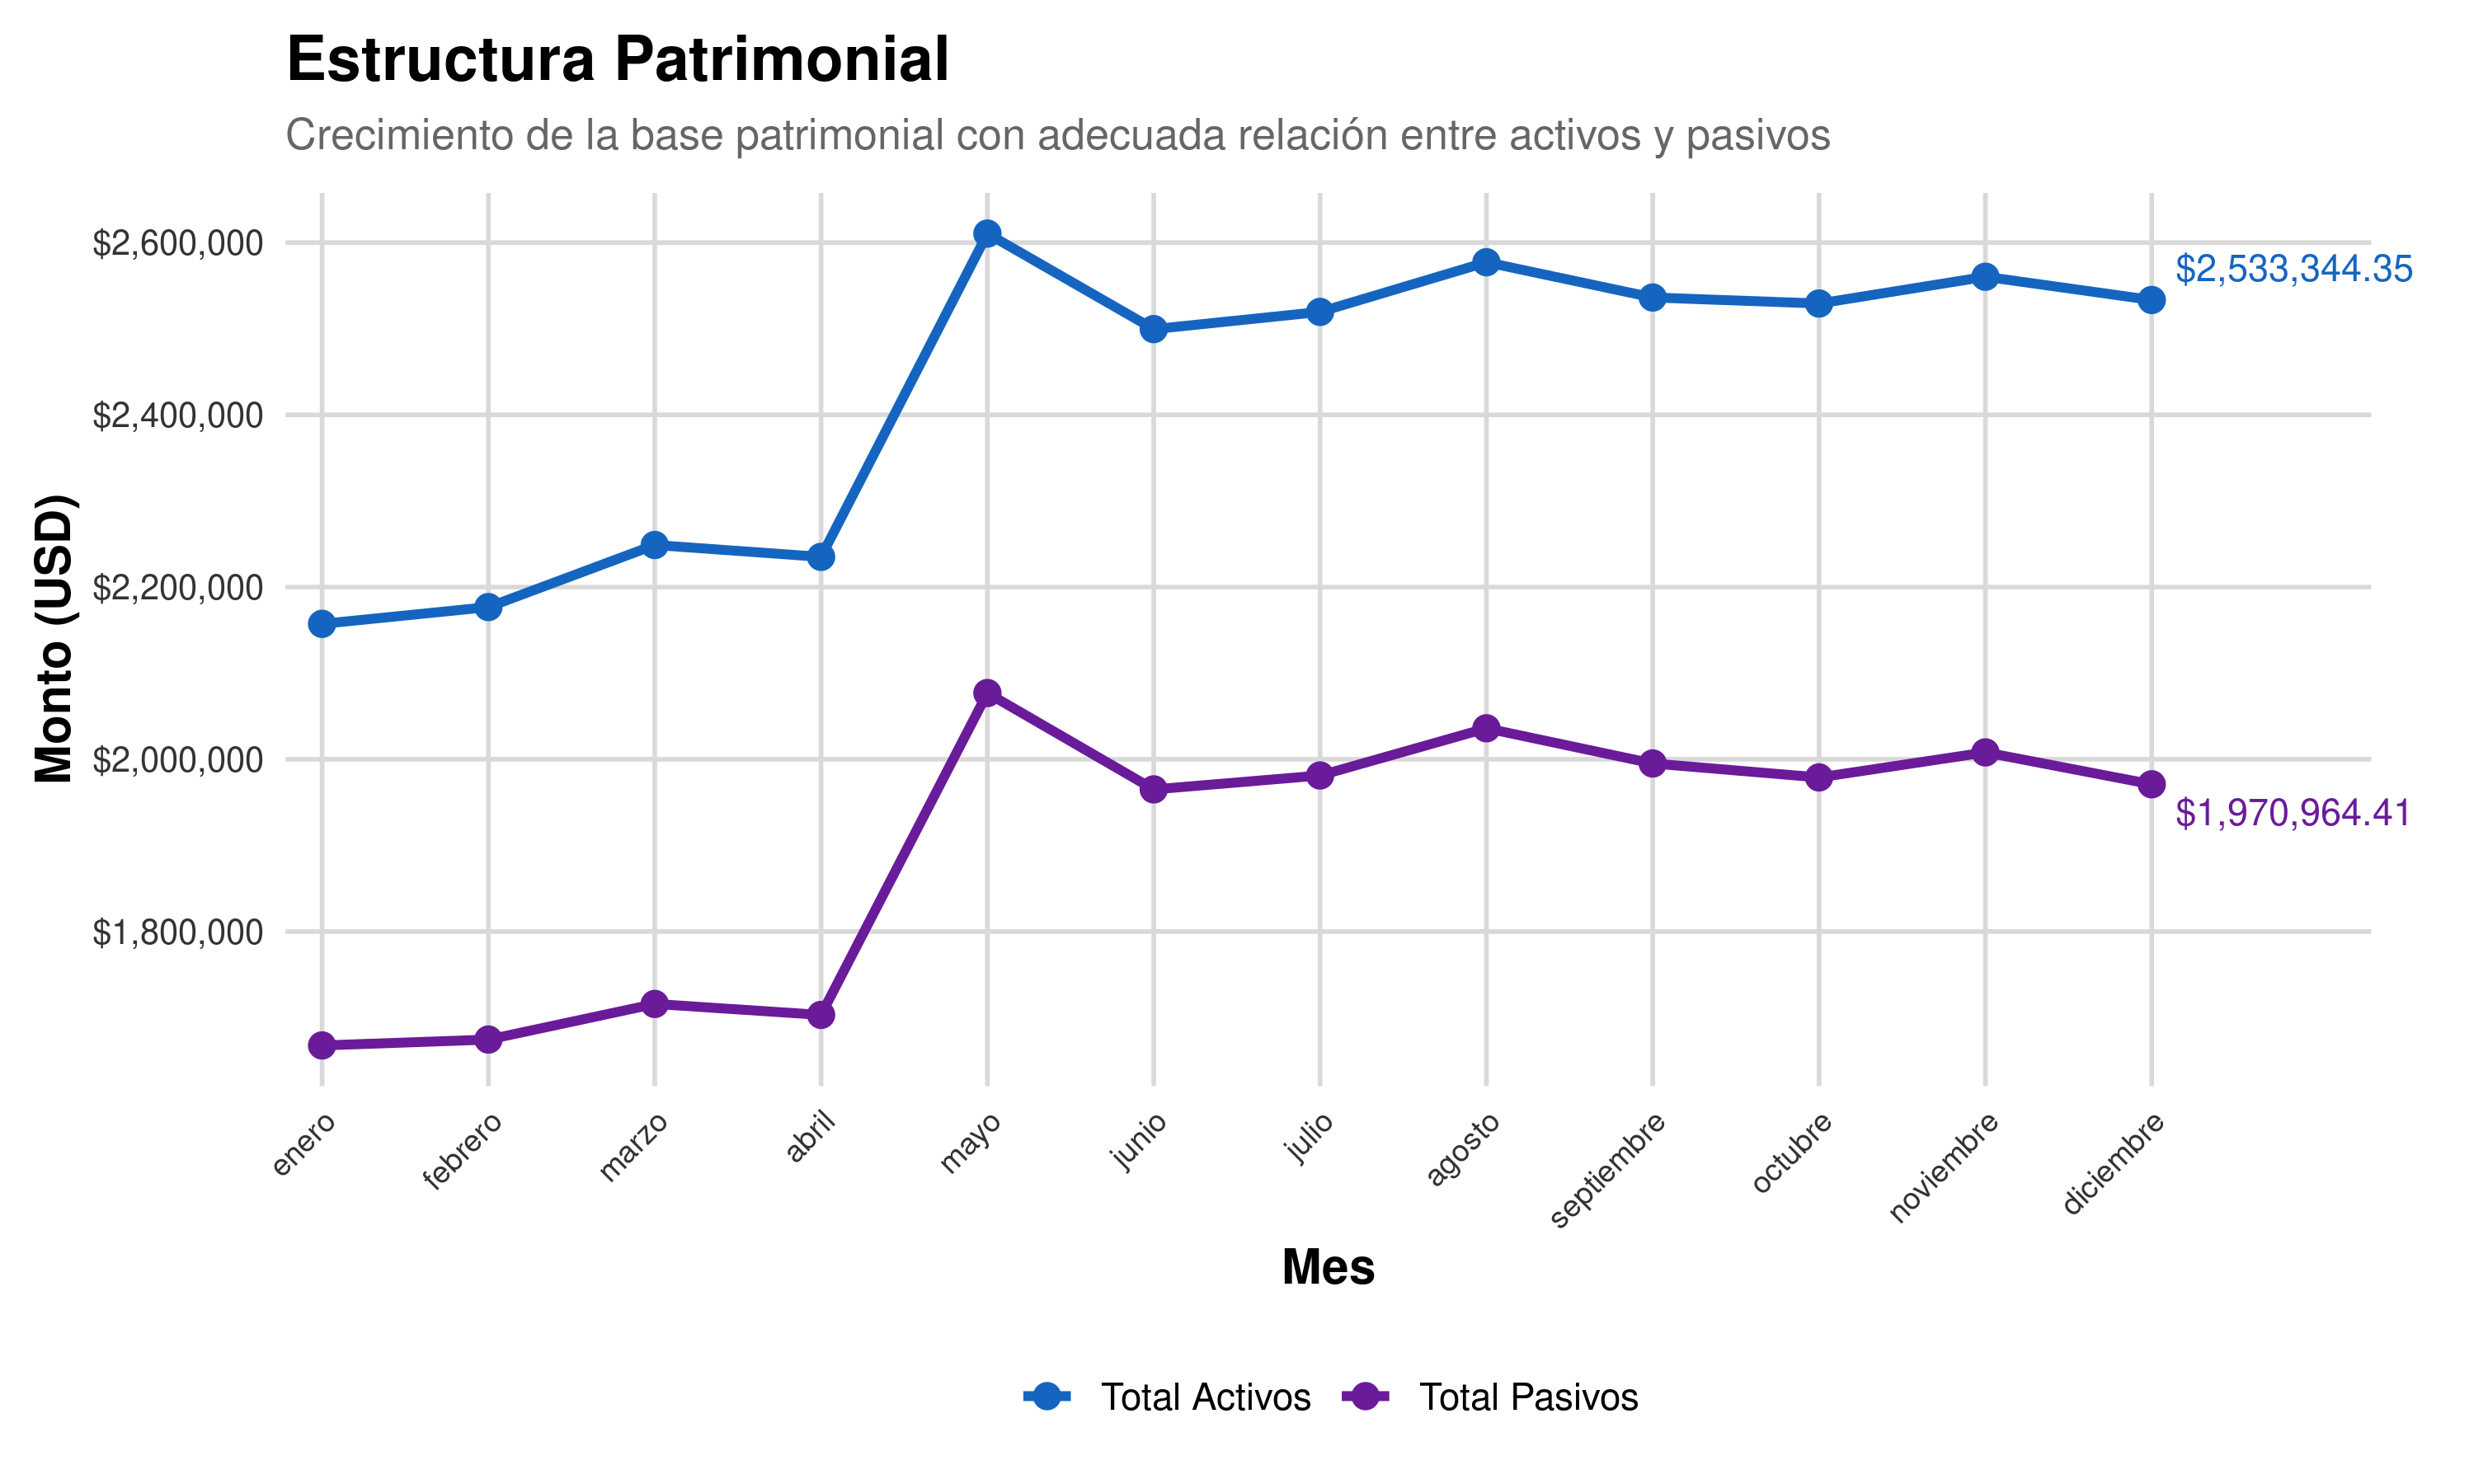 Estructura Patrimonial
Crecimiento de la base patrimonial con adecuada relación entre activos y pasivos
Monto (USD)
$2,600,000
$2,400,000
$2,200,000
$2,000,000
$1,800,000
$2,533,344.35
$1,970,964.41
enero
febrero
marzo
abril
mayo
junio
julio
agosto
septiembre
octubre
noviembre
diciembre
Mes
Total Activos
Total Pasivos